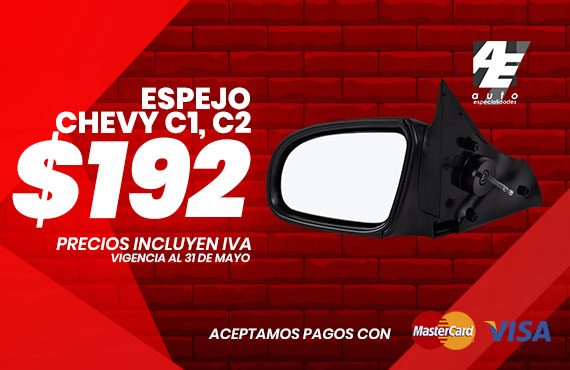 AE
auto
especialidades
ESPEJO
CHEVY C1, C2
$192
PRECIOS INCLUYEN IVA
VIGENCIA AL 31 DE MAYO
ACEPTAMOS PAGOS CON
MasterCard
VISA